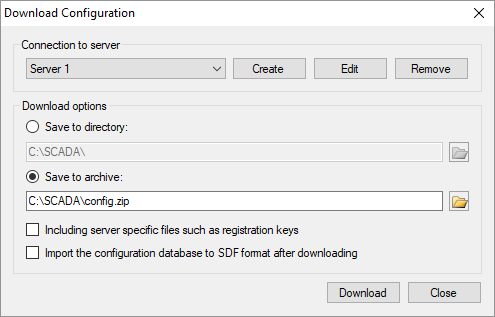 Download Configuration
Connection to server
Server 1 Create Edit Remove
Download options
Save to directory:
C:\SCADA\
Save to archive:
C:\SCADA\config.zip
Including server specific files such as registration keys
Import the configuration database to SDF format after downloading
Download Close